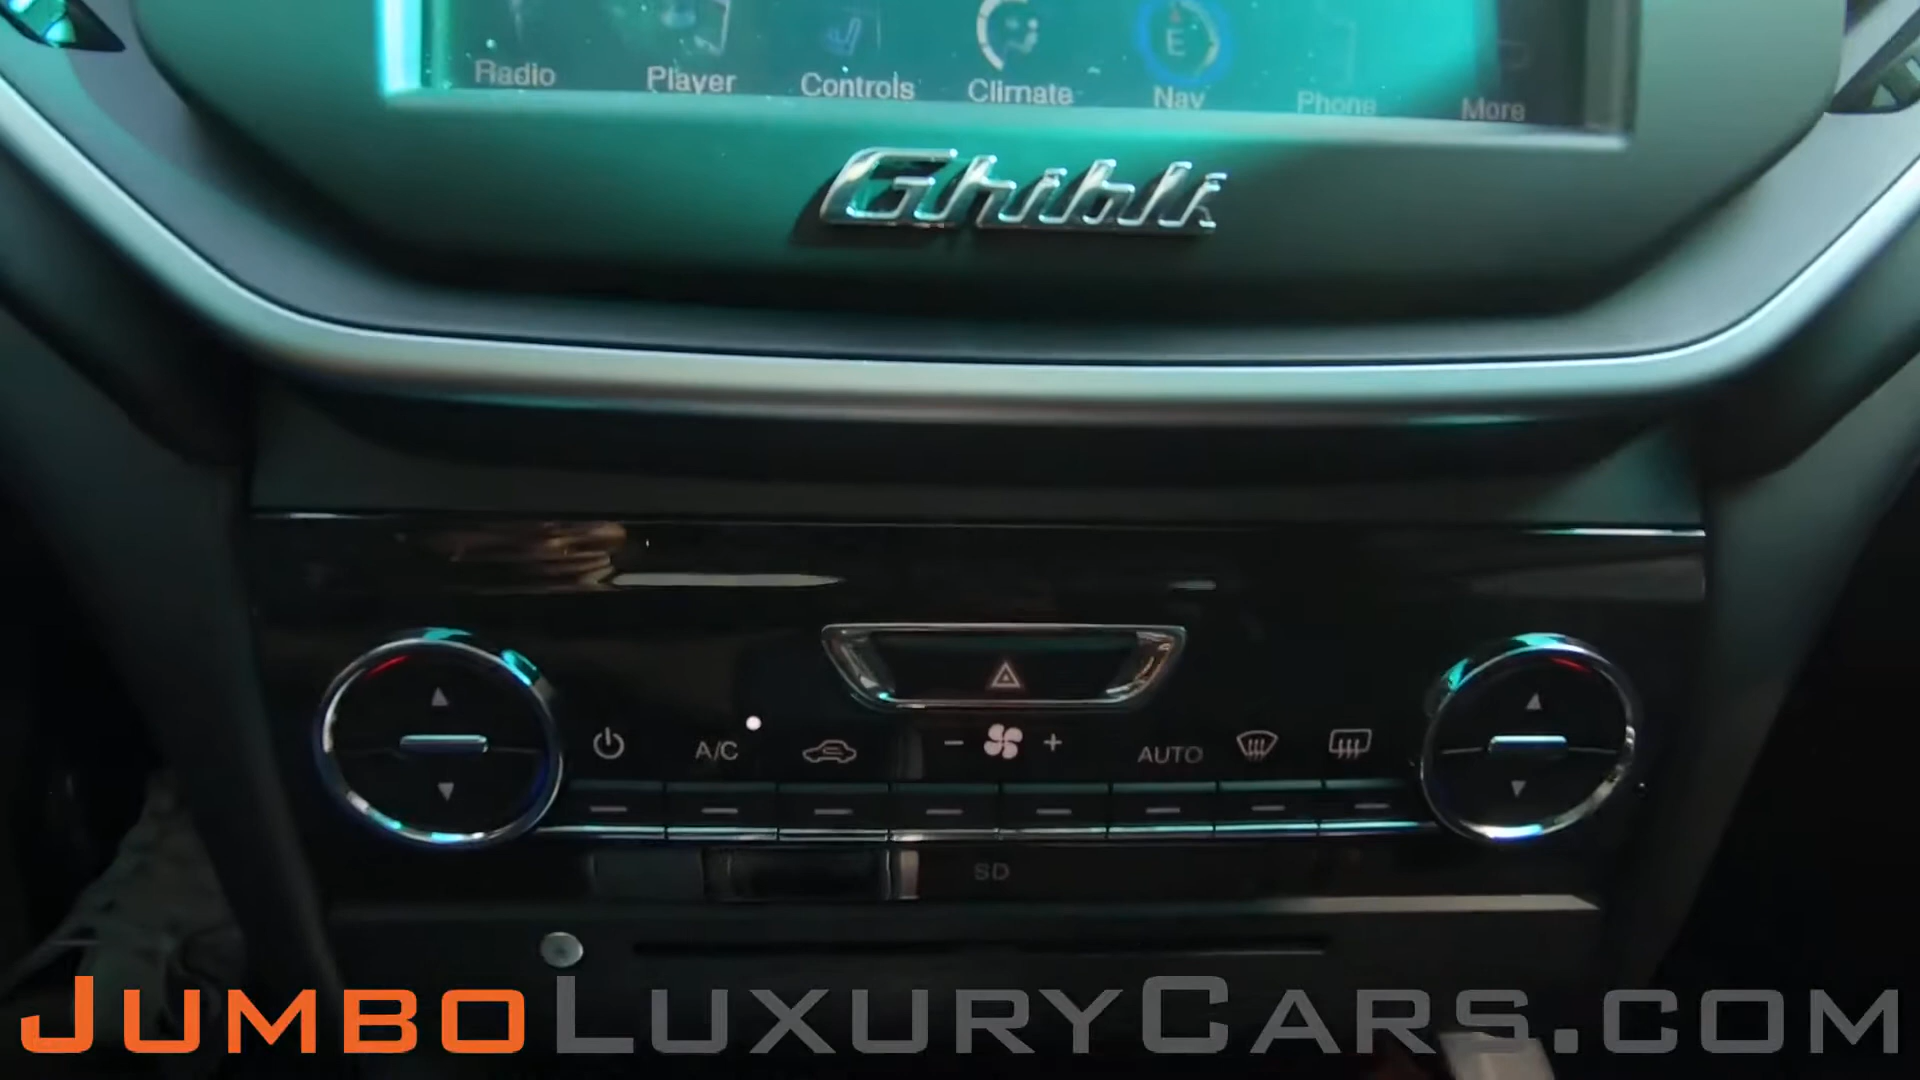 Radio Player Controls Climate Nav Phone More
E
Ghibli
A/C - + AUTO
SD
JUMBOLUXURYCARS.COM